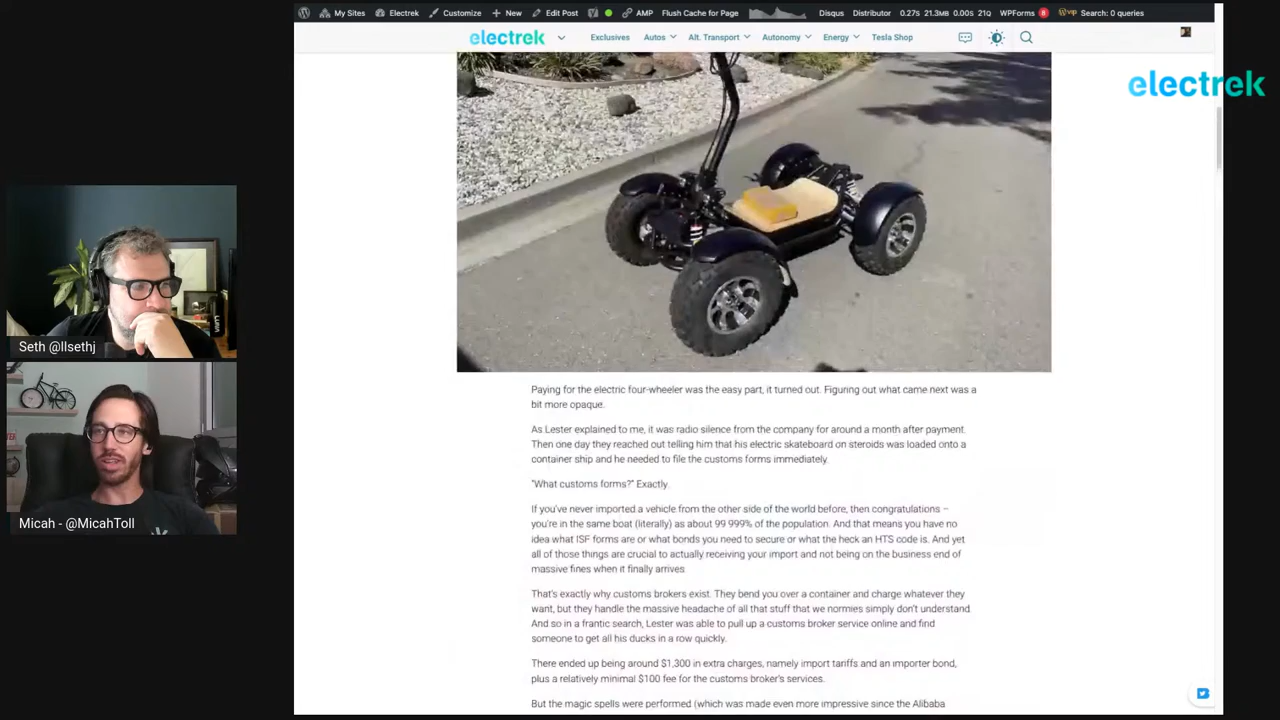 My Sites Electrek Customize New Edit Post AMP Flush Cache for Page Disqus Distributor 0.27s 21.3MB 0.00s 21Q WPForms 8 vip Search: 0 queries
electrek Exclusives Autos Alt. Transport Autonomy Energy Tesla Shop
electrek
Paying for the electric four-wheeler was the easy part, it turned out. Figuring out what came next was a
bit more opaque.
As Lester explained to me, it was radio silence from the company for around a month after payment.
Then one day they reached out telling him that his electric skateboard on steroids was loaded onto a
container ship and he needed to file the customs forms immediately.
"What customs forms?" Exactly.
If you've never imported a vehicle from the other side of the world before, then congratulations –
you're in the same boat (literally) as about 99.999% of the population. And that means you have no
idea what ISF forms are or what bonds you need to secure or what the heck an HTS code is. And yet
all of those things are crucial to actually receiving your import and not being on the business end of
massive fines when it finally arrives
That's exactly why customs brokers exist. They bend you over a container and charge whatever they
want, but they handle the massive headache of all that stuff that we normies simply don't understand.
And so in a frantic search, Lester was able to pull up a customs broker service online and find
someone to get all his ducks in a row quickly.
There ended up being around $1,300 in extra charges, namely import tariffs and an importer bond,
plus a relatively minimal $100 fee for the customs broker's services.
But the magic spells were performed (which was made even more impressive since the Alibaba
Seth @llsethj
Micah - @MicahToll